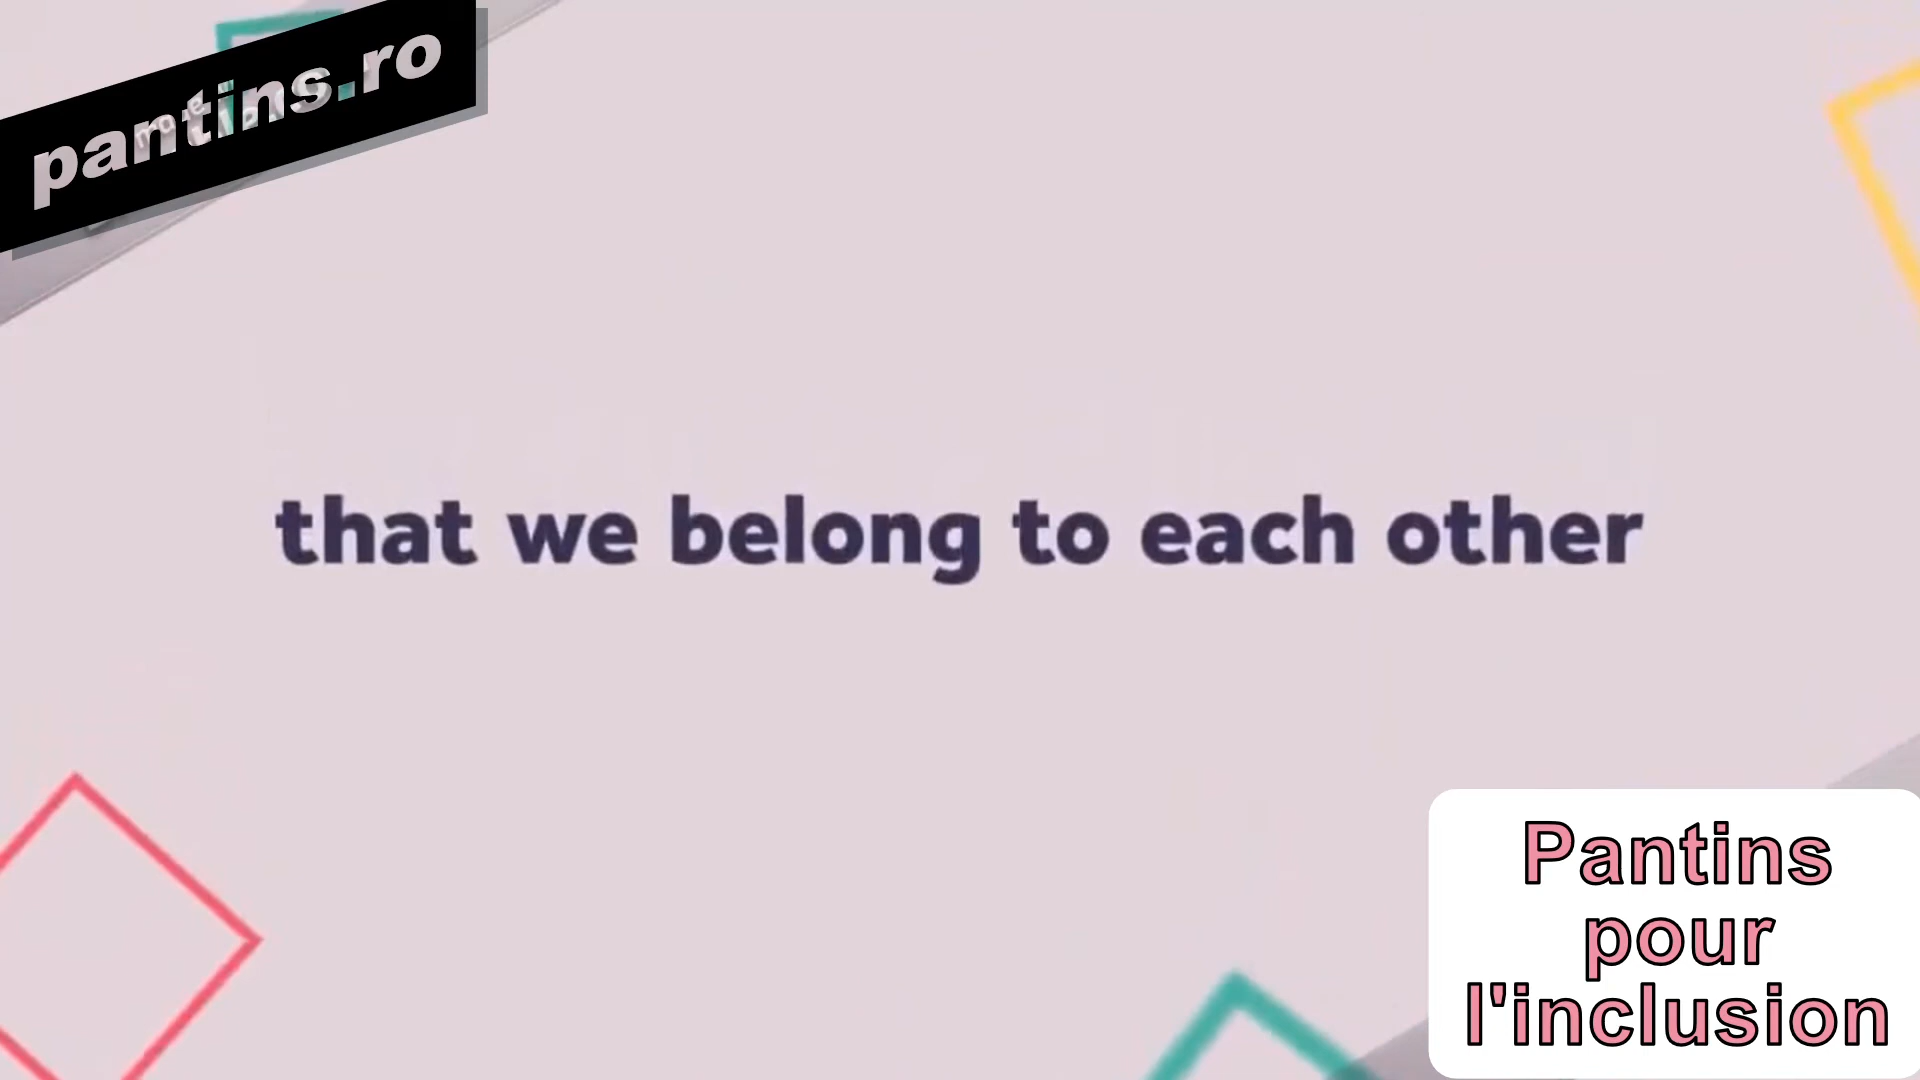 pantins.ro
that we belong to each other
Pantins
pour
l'inclusion